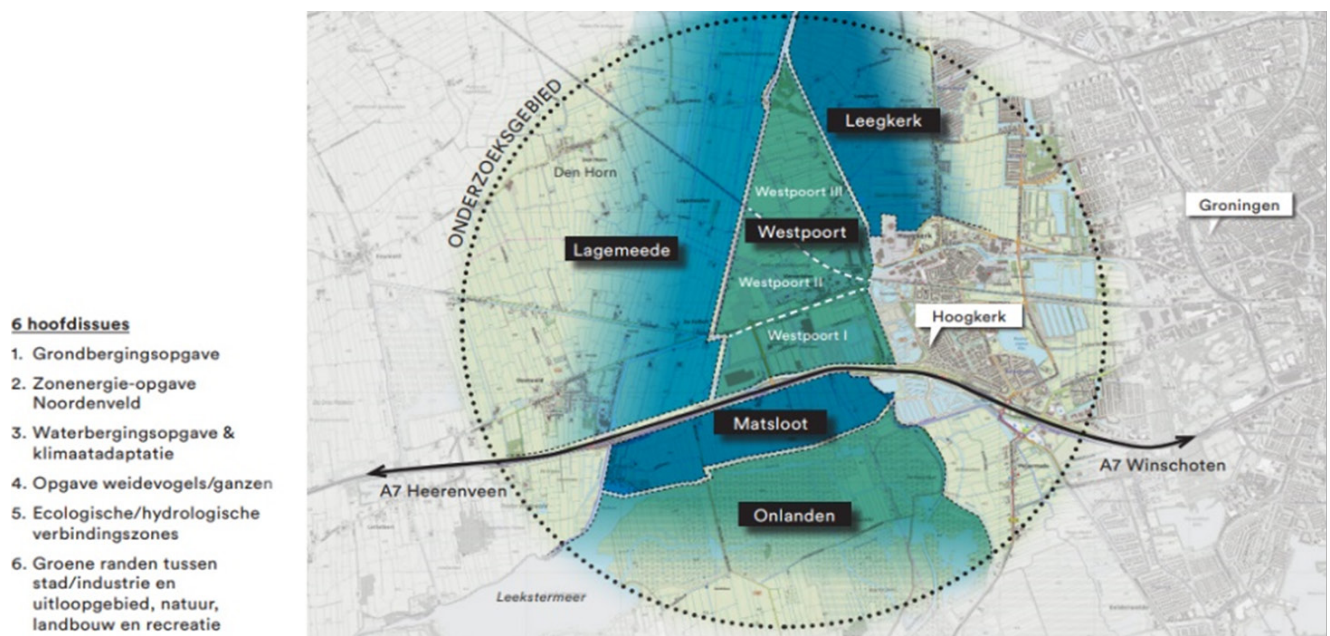 6 hoofdissues
1. Grondbergingsopgave
2. Zonenergie-opgave
Noordenveld
3. Waterbergingsopgave &
klimaatadaptatie
4. Opgave weidevogels/ganzen
5. Ecologische/hydrologische
verbindingszones
6. Groene randen tussen
stad/industrie en
uitloopgebied, natuur,
landbouw en recreatie
ONDERZOEKSGEBIED
Leegkerk
Den Horn
Westpoort III
Groningen
Westpoort
Lagemeede
Westpoort II
Hoogkerk
Westpoort I
Matsloot
A7 Winschoten
A7 Heerenveen
Onlanden
Leekstermeer